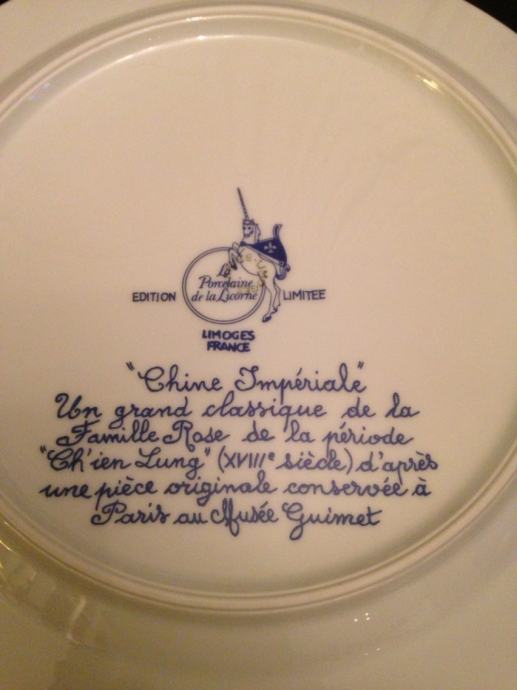 La
Porcelaine
de la Licorne
EDITION LIMITEE
LIMOGES
FRANCE
"Chine Impériale"
Un grand classique de la
Famille Rose de la période
"Ch'ien Lung" (XVIIIe siècle) d'après
une pièce originale conservée à
Paris au Musée Guimet